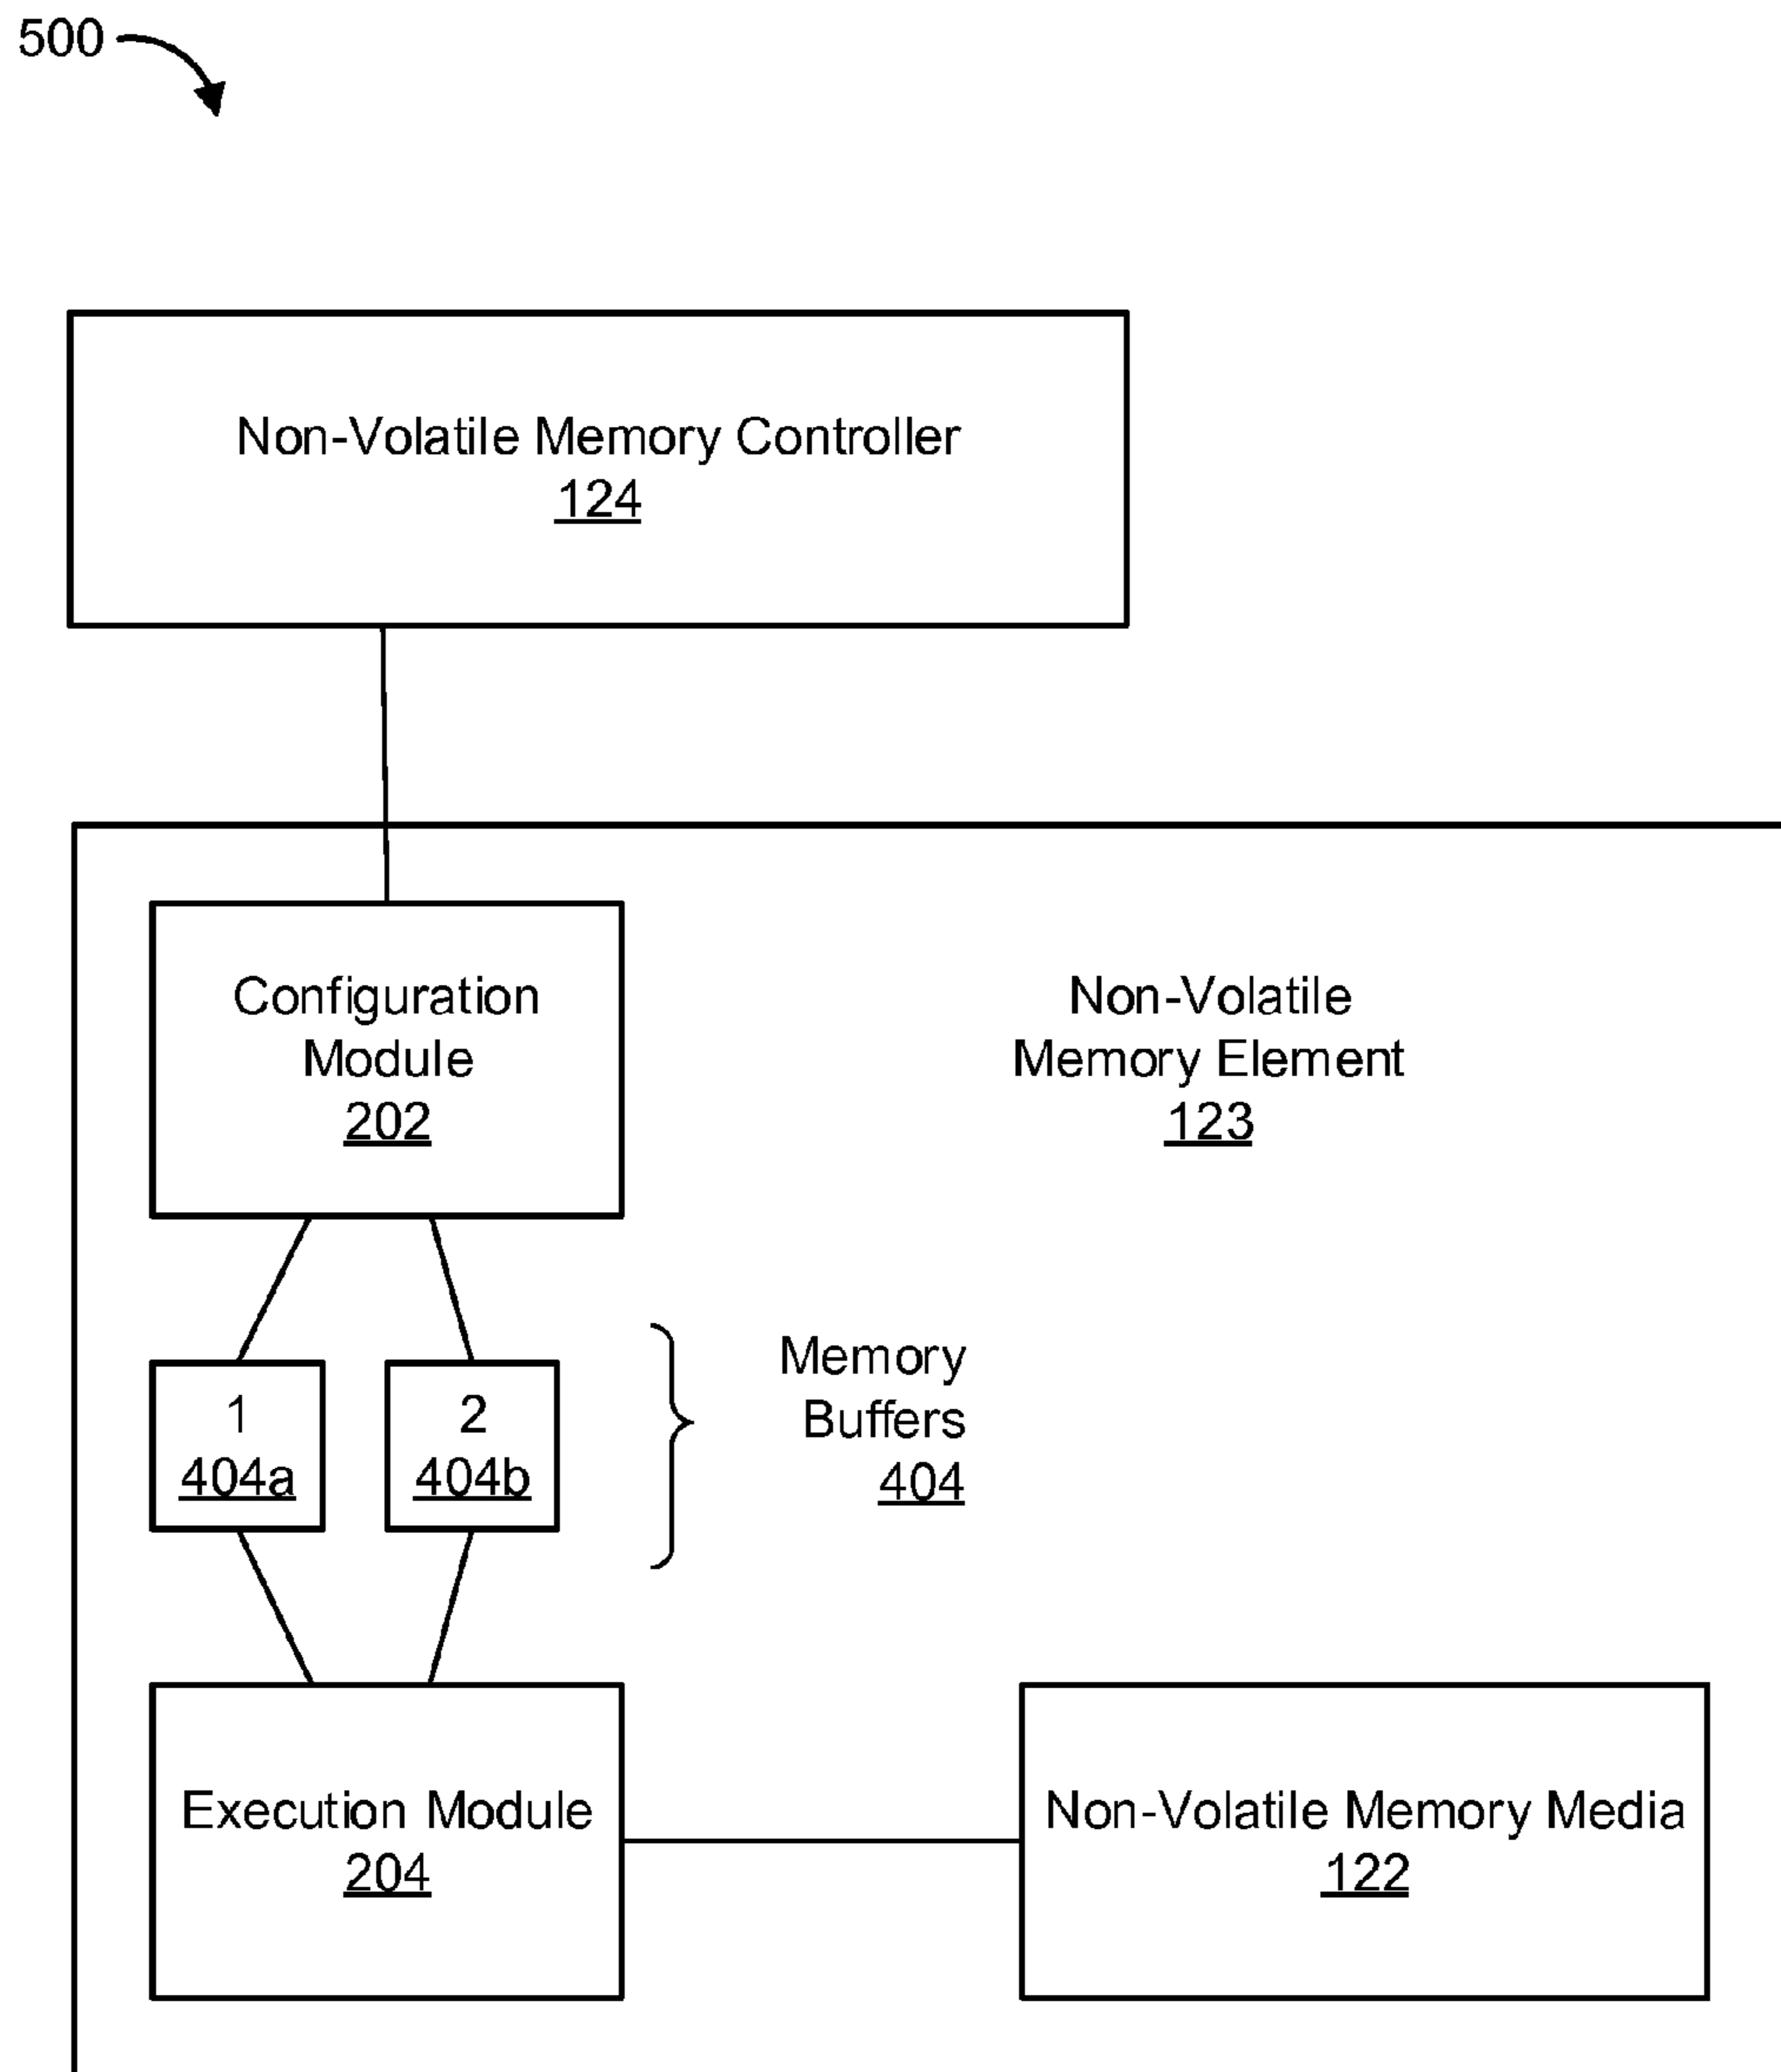 500
Non-Volatile Memory Controller
124
Configuration
Module
202
Non-Volatile
Memory Element
123
1
404a
2
404b
Memory
Buffers
404
Execution Module
204
Non-Volatile Memory Media
122